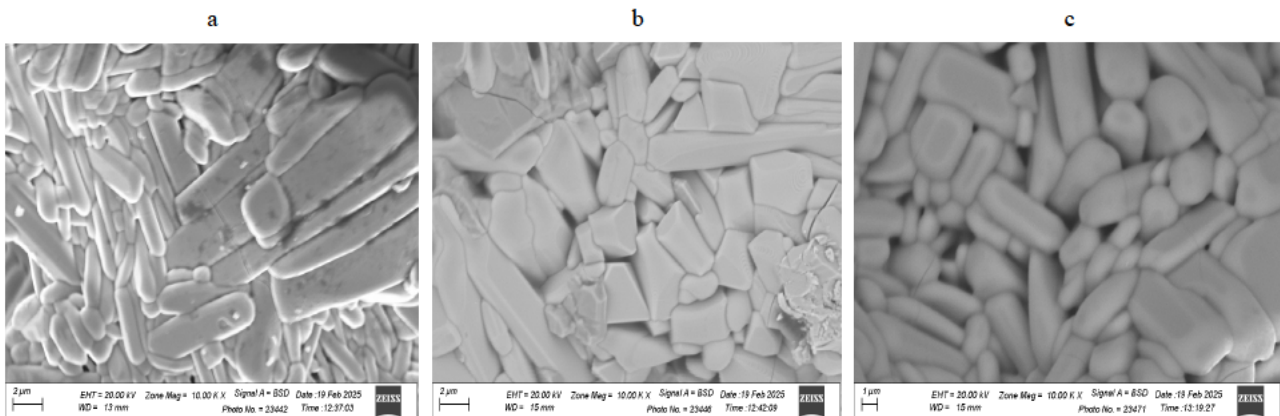 a
b
c
2 µm
EHT = 20.00 kV Zone Mag = 10.00 K X Signal A = BSD Date :19 Feb 2025
WD = 13 mm Photo No. = 23442 Time :12:37:03
ZEISS
2 µm
EHT = 20.00 kV Zone Mag = 10.00 K X Signal A = BSD Date :19 Feb 2025
WD = 15 mm Photo No. = 23446 Time :12:42:09
ZEISS
1 µm
EHT = 20.00 kV Zone Mag = 10.00 K X Signal A = BSD Date :19 Feb 2025
WD = 15 mm Photo No. = 23471 Time :13:19:27
ZEISS